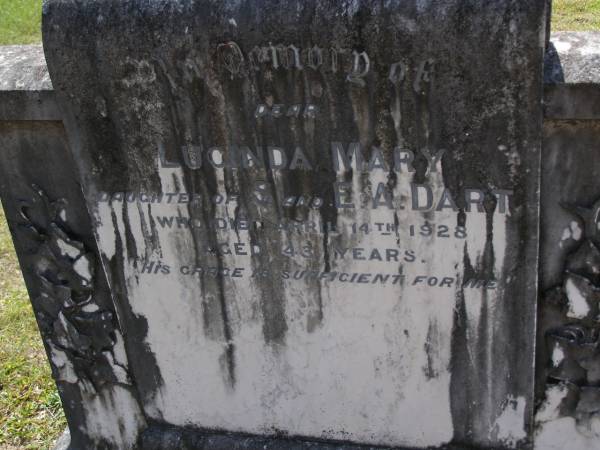 In Memory of
DEAR
LUCINDA MARY
DAUGHTER OF S. AND E. A. DART
WHO DIED APRIL 14TH 1928
AGED 43 YEARS.
"HIS GRACE IS SUFFICIENT FOR ME"